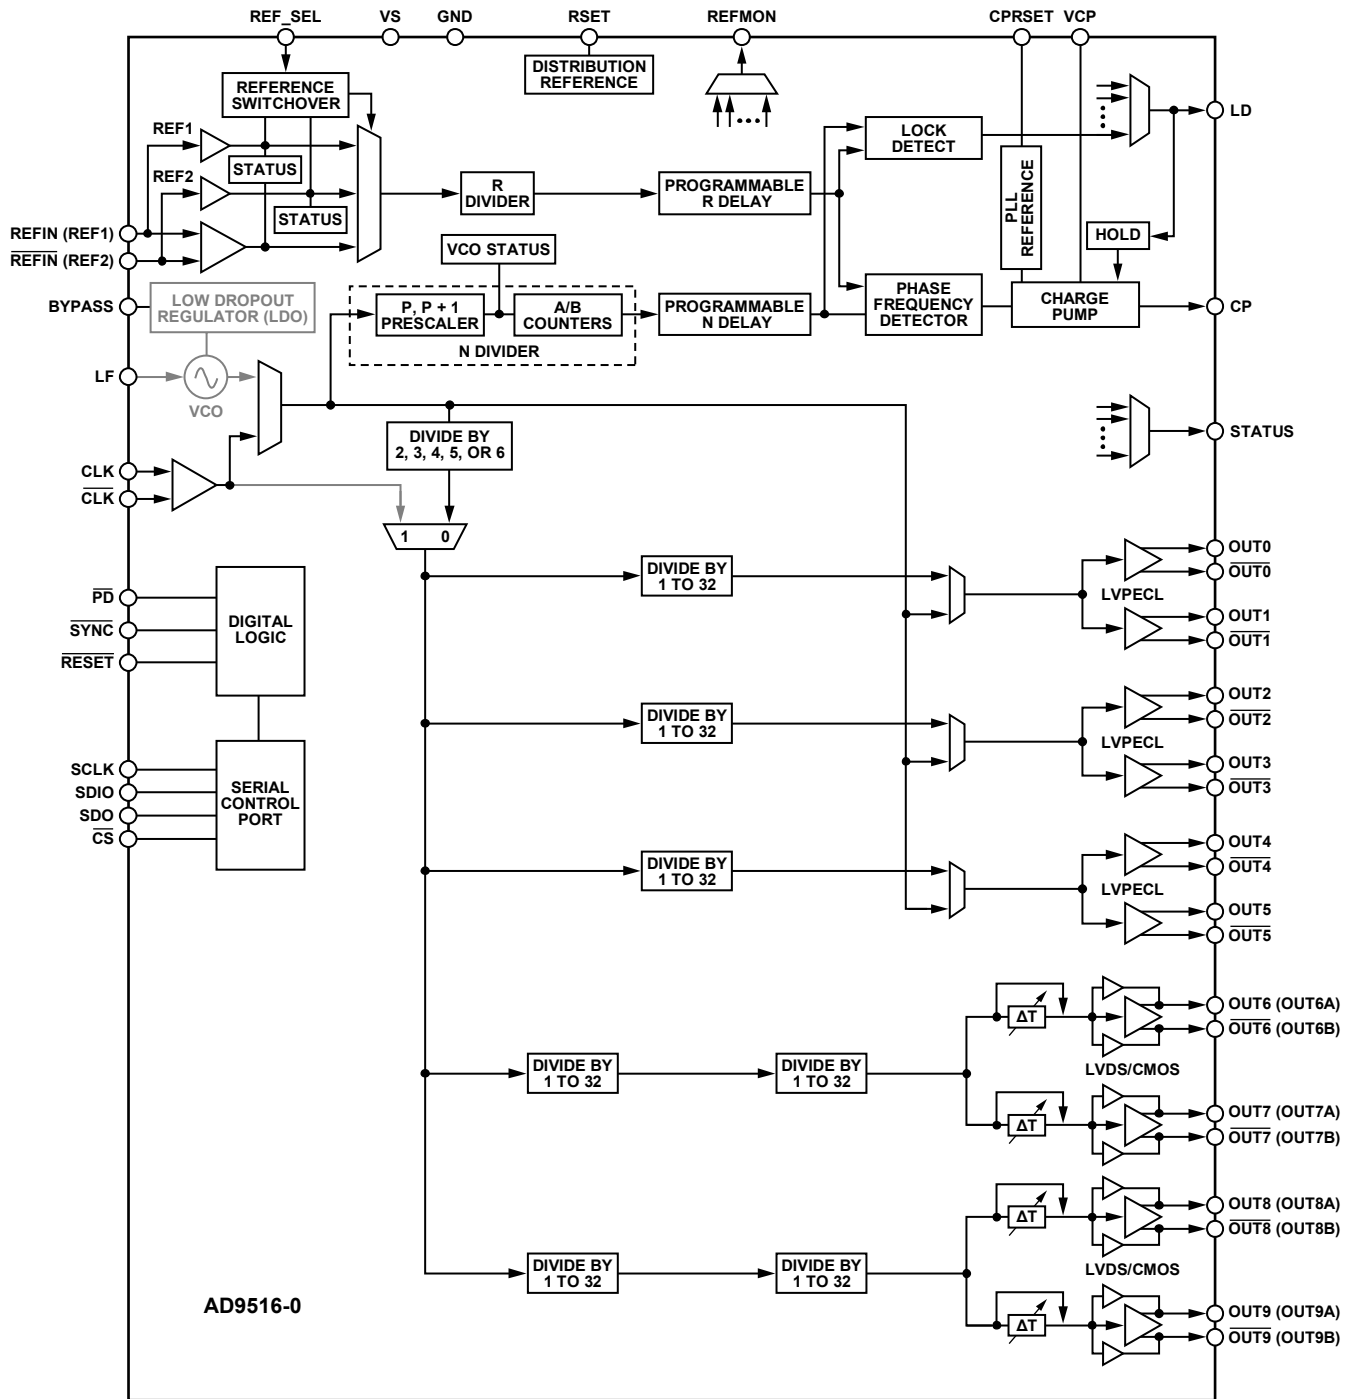 REF_SEL VS GND RSET REFMON CPRSET VCP
DISTRIBUTION
REFERENCE
REFERENCE
SWITCHOVER
REF1
STATUS
REF2
STATUS
R
DIVIDER
PROGRAMMABLE
R DELAY
LOCK
DETECT
LD
PLL
REFERENCE
HOLD
REFIN (REF1)
REFIN (REF2)
BYPASS
LOW DROPOUT
REGULATOR (LDO)
VCO STATUS
P, P + 1
PRESCALER
A/B
COUNTERS
N DIVIDER
PROGRAMMABLE
N DELAY
PHASE
FREQUENCY
DETECTOR
CHARGE
PUMP
CP
LF
VCO
DIVIDE BY
2, 3, 4, 5, OR 6
STATUS
CLK
CLK
1 0
PD
SYNC
RESET
DIGITAL
LOGIC
SCLK
SDIO
SDO
CS
SERIAL
CONTROL
PORT
DIVIDE BY
1 TO 32
LVPECL
OUT0
OUT0
OUT1
OUT1
DIVIDE BY
1 TO 32
LVPECL
OUT2
OUT2
OUT3
OUT3
DIVIDE BY
1 TO 32
LVPECL
OUT4
OUT4
OUT5
OUT5
DIVIDE BY
1 TO 32
DIVIDE BY
1 TO 32
ΔT
ΔT
LVDS/CMOS
OUT6 (OUT6A)
OUT6 (OUT6B)
OUT7 (OUT7A)
OUT7 (OUT7B)
DIVIDE BY
1 TO 32
DIVIDE BY
1 TO 32
ΔT
ΔT
LVDS/CMOS
OUT8 (OUT8A)
OUT8 (OUT8B)
OUT9 (OUT9A)
OUT9 (OUT9B)
AD9516-0